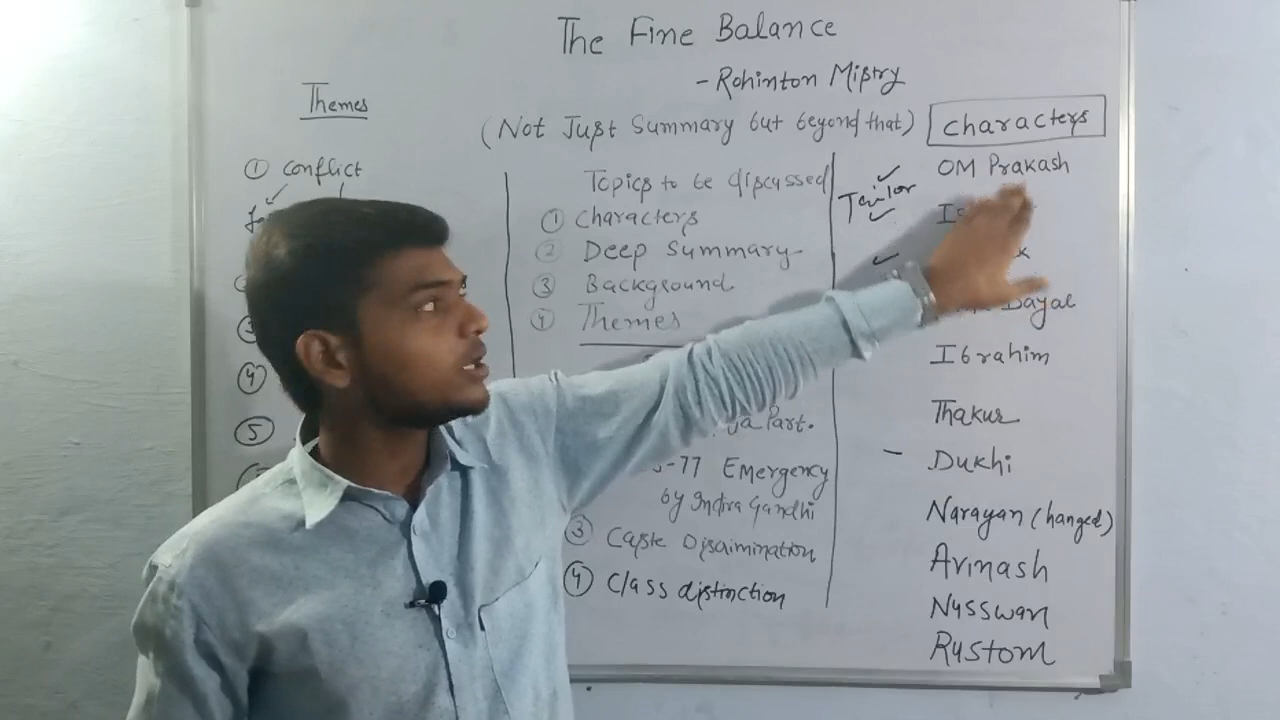 The Fine Balance
- Rohinton Mistry
(Not Just Summary but beyond that)
Themes
① Conflict
④
⑤
Topics to be discussed
① Characters
② Deep Summary
③ Background
④ Themes
Part.
-77 Emergency
by Indira Gandhi
③ Caste Discrimination
④ Class distinction
Characters
OM Prakash
Tailor
Dayal
Ibrahim
Thakur
- Dukhi
Narayan (hanged)
Avinash
Nusswan
Rustom